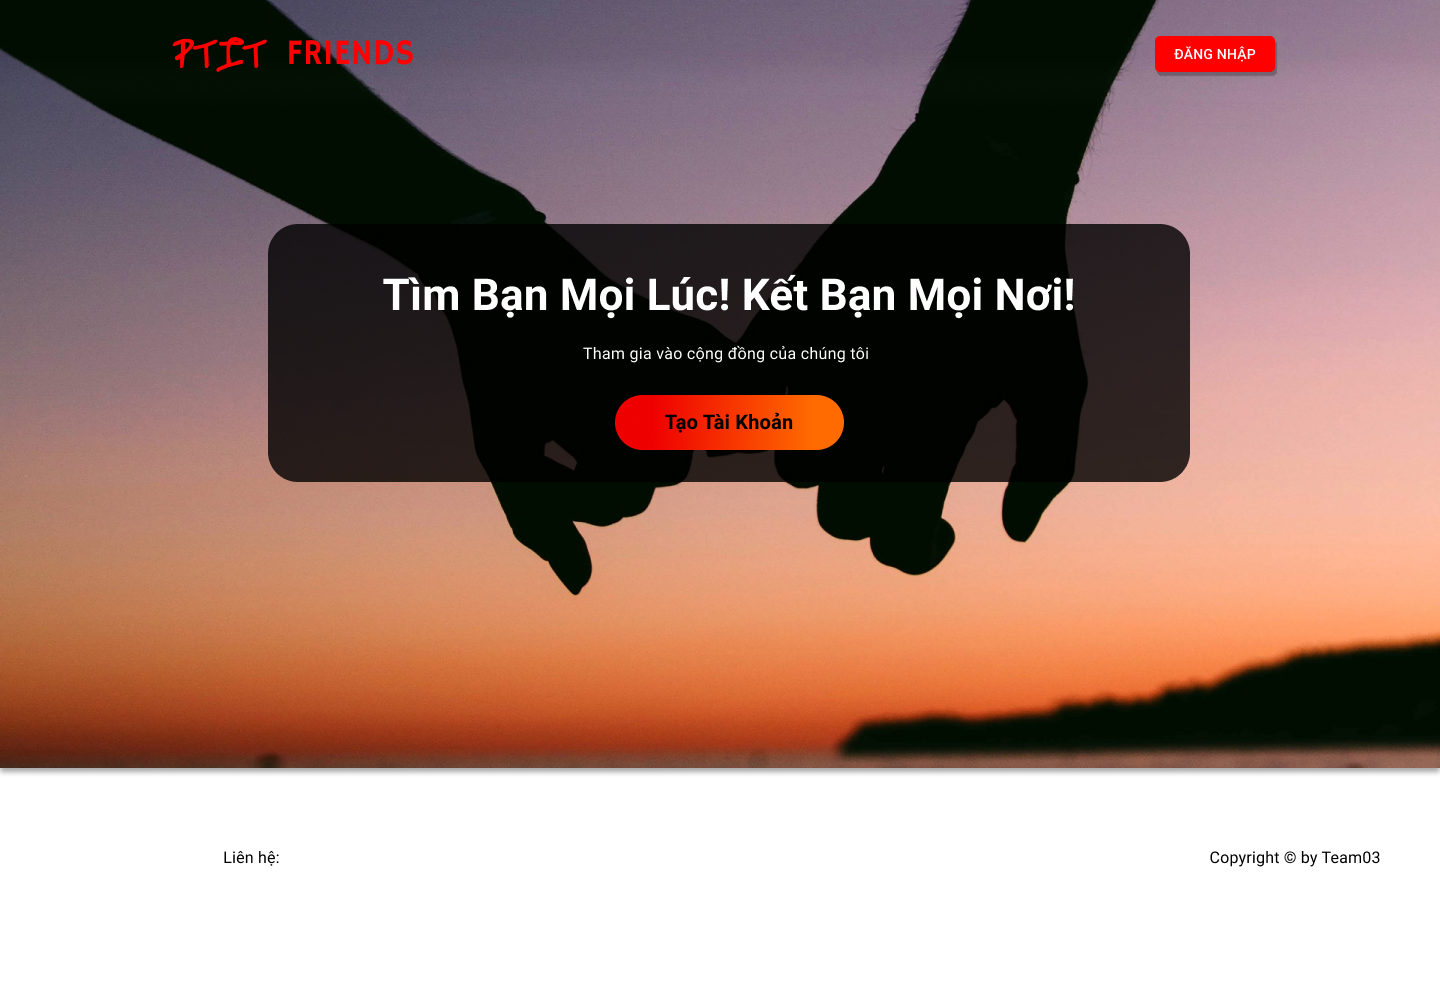 PTIT FRIENDS
ĐĂNG NHẬP
Tìm Bạn Mọi Lúc! Kết Bạn Mọi Nơi!
Tham gia vào cộng đồng của chúng tôi
Tạo Tài Khoản
Liên hệ:
Copyright © by Team03